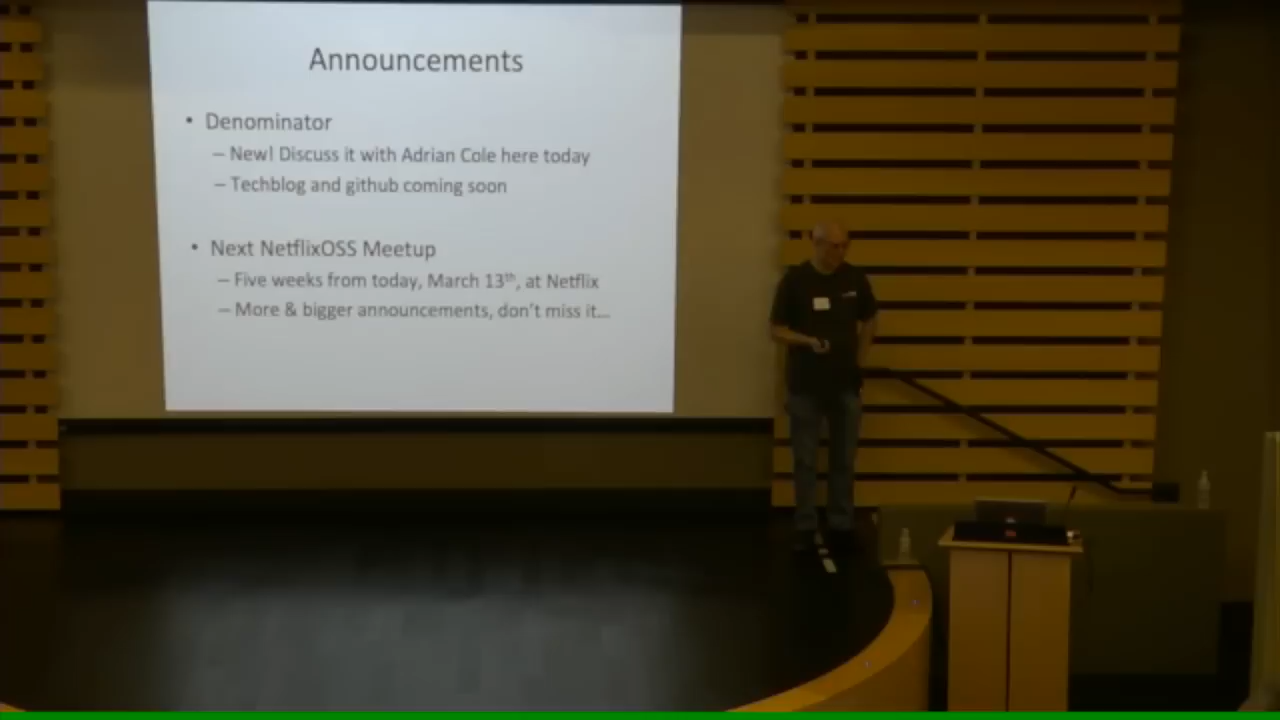 Announcements
• Denominator
– New! Discuss it with Adrian Cole here today
– Techblog and github coming soon
• Next NetflixOSS Meetup
– Five weeks from today, March 13th, at Netflix
– More & bigger announcements, don't miss it...